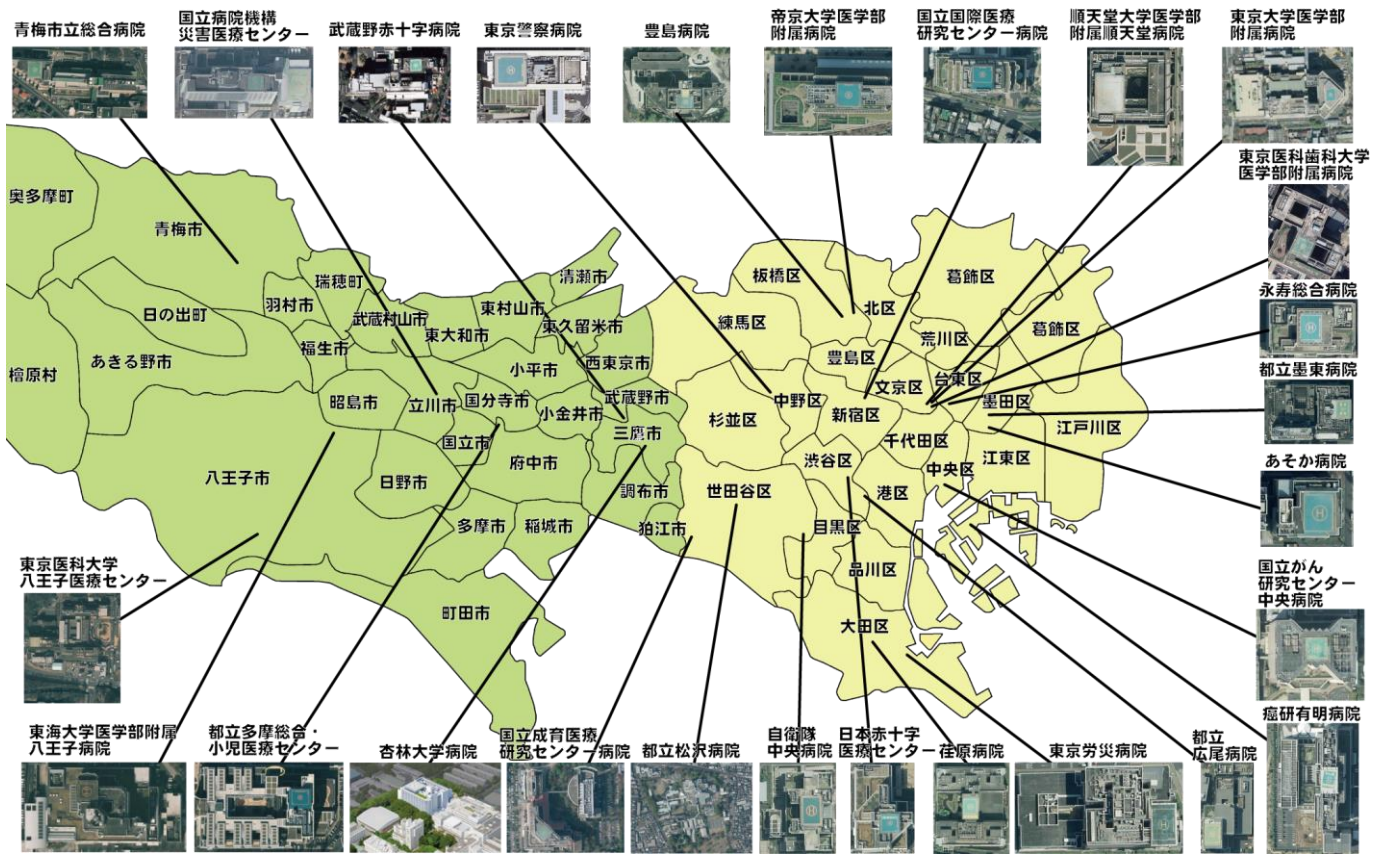 青梅市立総合病院
国立病院機構
災害医療センター
武蔵野赤十字病院
東京警察病院
豊島病院
帝京大学医学部
附属病院
国立国際医療
研究センター病院
順天堂大学医学部
附属順天堂病院
東京大学医学部
附属病院
東京医科歯科大学
医学部附属病院
永寿総合病院
都立墨東病院
あそか病院
国立がん
研究センター
中央病院
癌研有明病院
奥多摩町
青梅市
瑞穂町
清瀬市
羽村市
日の出町
武蔵村山市
東大和市
東村山市
東久留米市
福生市
あきる野市
西東京市
小平市
檜原村
昭島市
立川市
国分寺市
小金井市
武蔵野市
三鷹市
国立市
府中市
八王子市
日野市
調布市
多摩市
稲城市
狛江市
町田市
板橋区
北区
葛飾区
練馬区
荒川区
葛飾区
豊島区
文京区
台東区
中野区
新宿区
墨田区
杉並区
江戸川区
千代田区
渋谷区
中央区
江東区
世田谷区
港区
目黒区
品川区
大田区
東京医科大学
八王子医療センター
東海大学医学部附属
八王子病院
都立多摩総合・
小児医療センター
杏林大学病院
国立成育医療
研究センター病院
都立松沢病院
自衛隊
中央病院
日本赤十字
医療センター
荏原病院
東京労災病院
都立
広尾病院